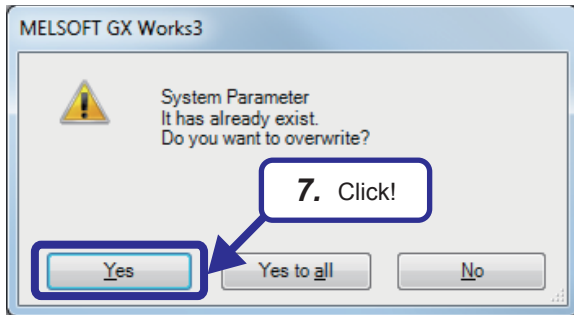 MELSOFT GX Works3
System Parameter
It has already exist.
Do you want to overwrite?
7. Click!
Yes
Yes to all
No